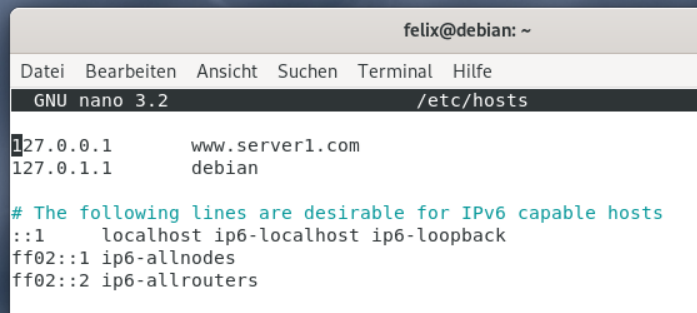 felix@debian: ~
Datei Bearbeiten Ansicht Suchen Terminal Hilfe
GNU nano 3.2 /etc/hosts
127.0.0.1 www.server1.com
127.0.1.1 debian
# The following lines are desirable for IPv6 capable hosts
::1 localhost ip6-localhost ip6-loopback
ff02::1 ip6-allnodes
ff02::2 ip6-allrouters